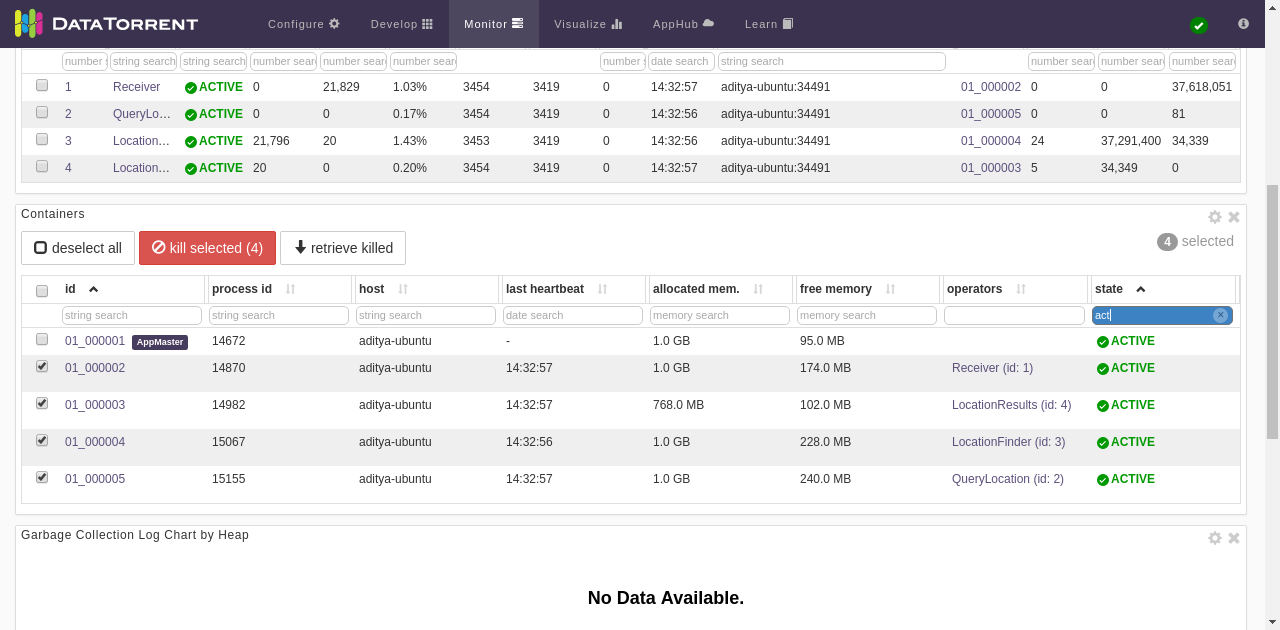 DATATORRENT Configure Develop Monitor Visualize AppHub Learn
number s string search string search number sear number sear number sear number s date search string search number sear number sear number sear
1 Receiver ACTIVE 0 21,829 1.03% 3454 3419 0 14:32:57 aditya-ubuntu:34491 01_000002 0 0 37,618,051
2 QueryLo... ACTIVE 0 0 0.17% 3454 3419 0 14:32:56 aditya-ubuntu:34491 01_000005 0 0 81
3 Location... ACTIVE 21,796 20 1.43% 3453 3419 0 14:32:56 aditya-ubuntu:34491 01_000004 24 37,291,400 34,339
4 Location... ACTIVE 20 0 0.20% 3454 3419 0 14:32:57 aditya-ubuntu:34491 01_000003 5 34,349 0
Containers
deselect all kill selected (4) retrieve killed 4 selected
id process id host last heartbeat allocated mem. free memory operators state
string search string search string search date search memory search memory search act
01_000001 AppMaster 14672 aditya-ubuntu - 1.0 GB 95.0 MB ACTIVE
01_000002 14870 aditya-ubuntu 14:32:57 1.0 GB 174.0 MB Receiver (id: 1) ACTIVE
01_000003 14982 aditya-ubuntu 14:32:57 768.0 MB 102.0 MB LocationResults (id: 4) ACTIVE
01_000004 15067 aditya-ubuntu 14:32:56 1.0 GB 228.0 MB LocationFinder (id: 3) ACTIVE
01_000005 15155 aditya-ubuntu 14:32:57 1.0 GB 240.0 MB QueryLocation (id: 2) ACTIVE
Garbage Collection Log Chart by Heap
No Data Available.